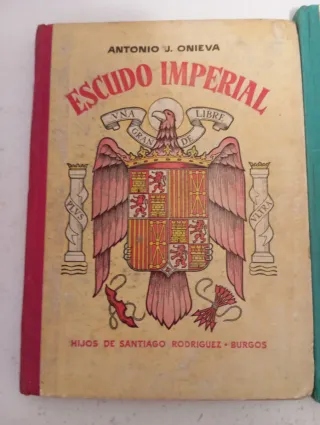 ANTONIO J. ONIEVA
ESCUDO IMPERIAL
VNA GRANDE LIBRE
PLVS VLTRA
HIJOS DE SANTIAGO RODRIGUEZ - BURGOS